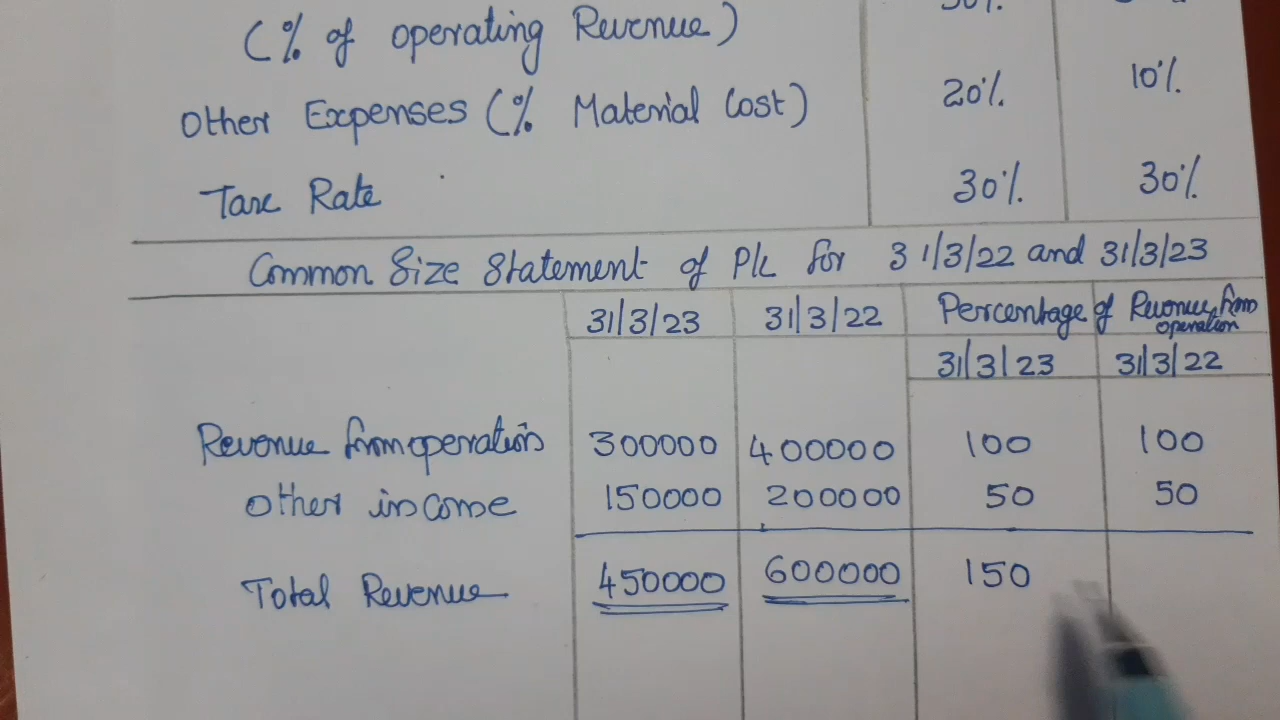 (% of operating Revenue)
Other Expenses (% Material Cost) 20% 10%
Tax Rate 30% 30%
Common Size Statement of P/L for 31/3/22 and 31/3/23
31/3/23 31/3/22 Percentage of Revenue from operation
31/3/23 31/3/22
Revenue from operations 300000 400000 100 100
Other income 150000 200000 50 50
Total Revenue 450000 600000 150